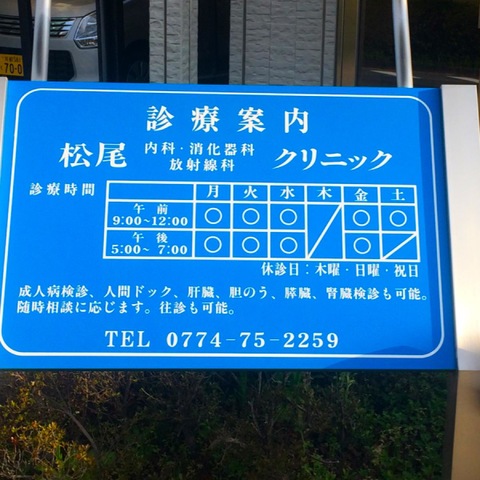 診療案内
松尾 内科・消化器科 放射線科 クリニック
診療時間 月 火 水 木 金 土
午前 9:00~12:00 ○ ○ ○ ／ ○ ○
午後 5:00~ 7:00 ○ ○ ○ ／ ○ ／
休診日：木曜・日曜・祝日
成人病検診、人間ドック、肝臓、胆のう、膵臓、腎臓検診も可能。
随時相談に応じます。往診も可能。
TEL 0774-75-2259
70-0